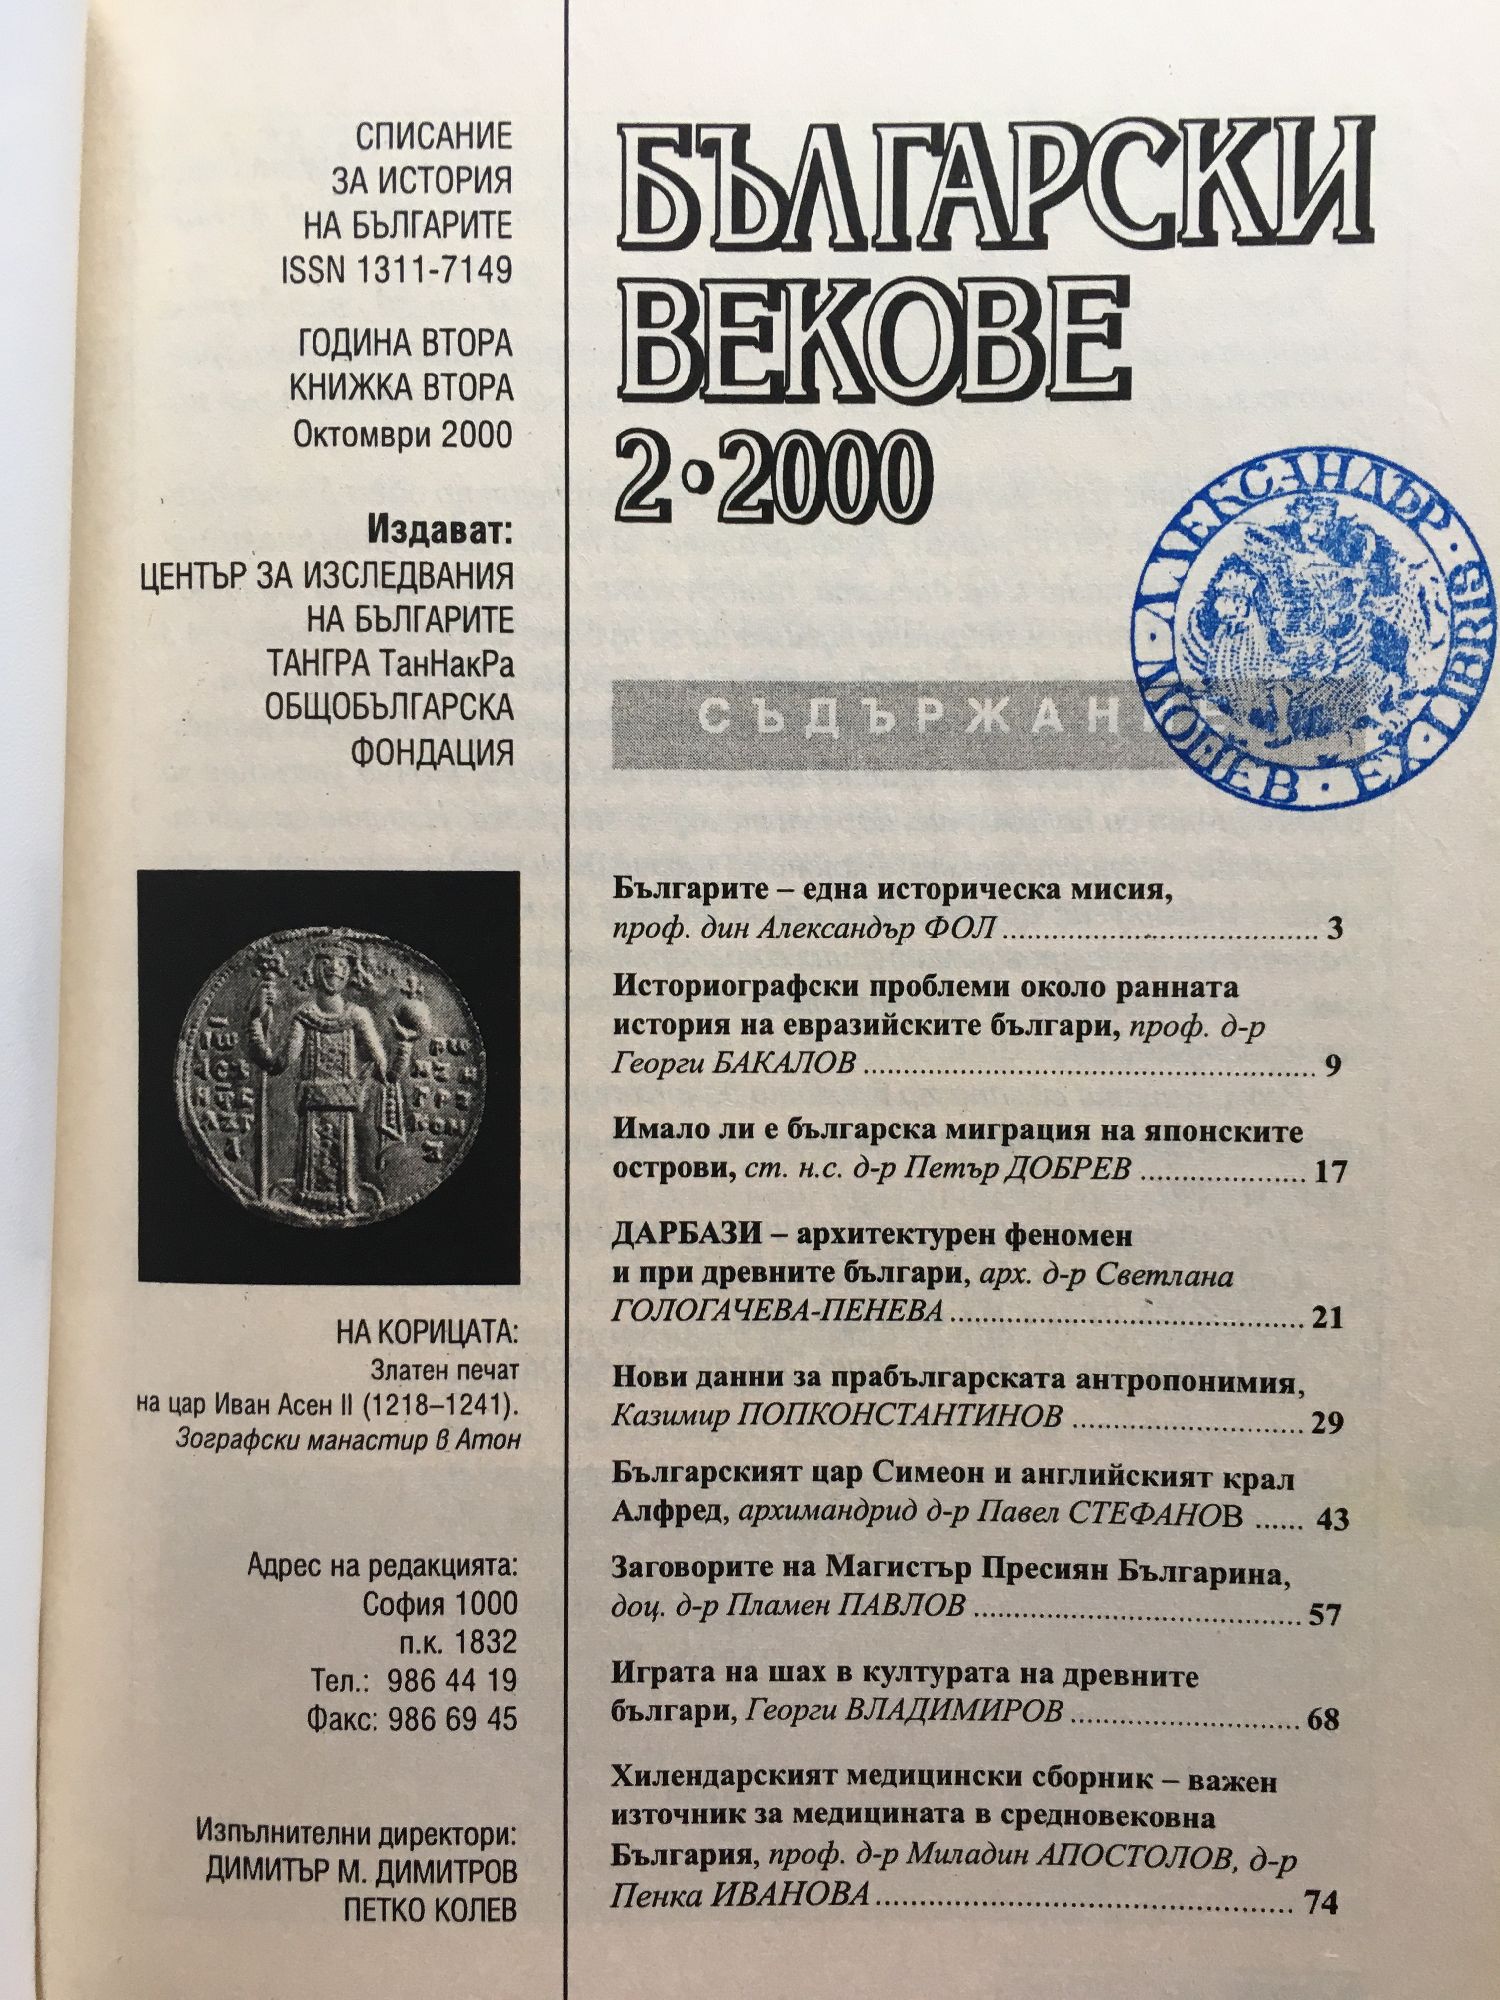 СПИСАНИЕ
ЗА ИСТОРИЯ
НА БЪЛГАРИТЕ
ISSN 1311-7149
ГОДИНА ВТОРА
КНИЖКА ВТОРА
Октомври 2000
Издават:
ЦЕНТЪР ЗА ИЗСЛЕДВАНИЯ
НА БЪЛГАРИТЕ
ТАНГРА ТанНакРа
ОБЩОБЪЛГАРСКА
ФОНДАЦИЯ
НА КОРИЦАТА:
Златен печат
на цар Иван Асен II (1218–1241).
Зографски манастир в Атон
Адрес на редакцията:
София 1000
п.к. 1832
Тел.: 986 44 19
Факс: 986 69 45
Изпълнителни директори:
ДИМИТЪР М. ДИМИТРОВ
ПЕТКО КОЛЕВ
БЪЛГАРСКИ
ВЕКОВЕ
2•2000
АЛЕКСАНДЪР · МОШЕВ · EX·LIBRIS ·
СЪДЪРЖАНИЕ
Българите – една историческа мисия,
проф. дин Александър ФОЛ ........ 3
Историографски проблеми около ранната
история на евразийските българи, проф. д-р
Георги БАКАЛОВ ........ 9
Имало ли е българска миграция на японските
острови, ст. н.с. д-р Петър ДОБРЕВ ........ 17
ДАРБАЗИ – архитектурен феномен
и при древните българи, арх. д-р Светлана
ГОЛОГАЧЕВА-ПЕНЕВА ........ 21
Нови данни за прабългарската антропонимия,
Казимир ПОПКОНСТАНТИНОВ ........ 29
Българският цар Симеон и английският крал
Алфред, архимандрид д-р Павел СТЕФАНОВ ...... 43
Заговорите на Магистър Пресиян Българина,
доц. д-р Пламен ПАВЛОВ ........ 57
Играта на шах в културата на древните
българи, Георги ВЛАДИМИРОВ ........ 68
Хилендарският медицински сборник – важен
източник за медицината в средновековна
България, проф. д-р Миладин АПОСТОЛОВ, д-р
Пенка ИВАНОВА ........ 74